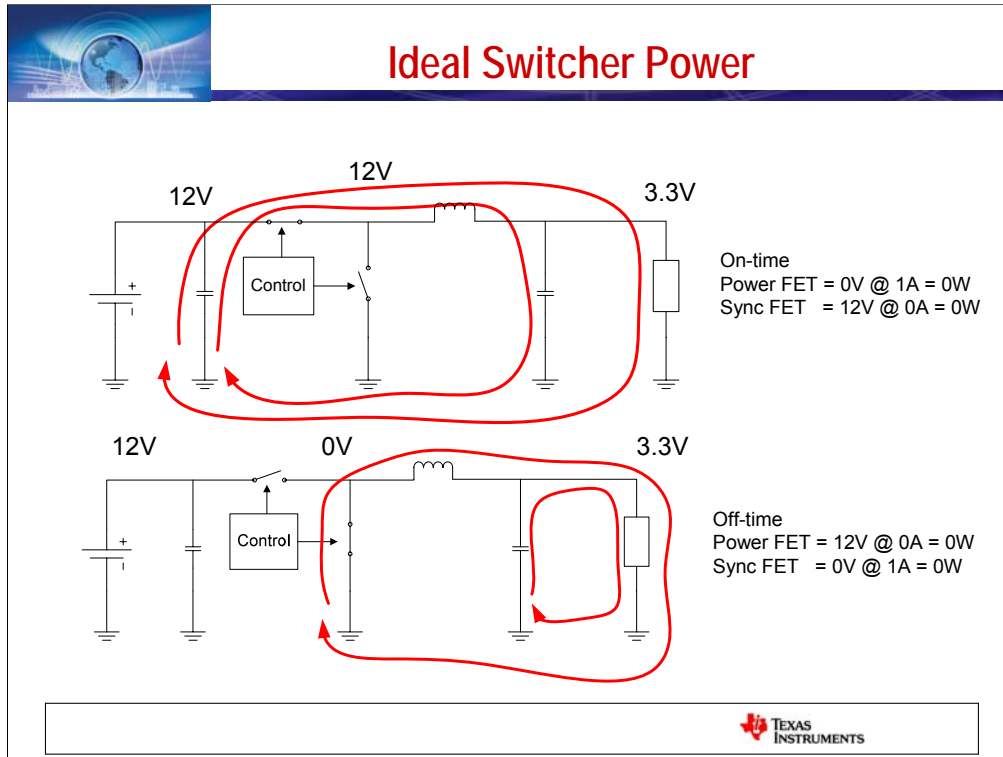 Ideal Switcher Power
12V
12V
3.3V
+
−
Control
On-time
Power FET = 0V @ 1A = 0W
Sync FET = 12V @ 0A = 0W
12V
0V
3.3V
+
−
Control
Off-time
Power FET = 12V @ 0A = 0W
Sync FET = 0V @ 1A = 0W
TEXAS
INSTRUMENTS